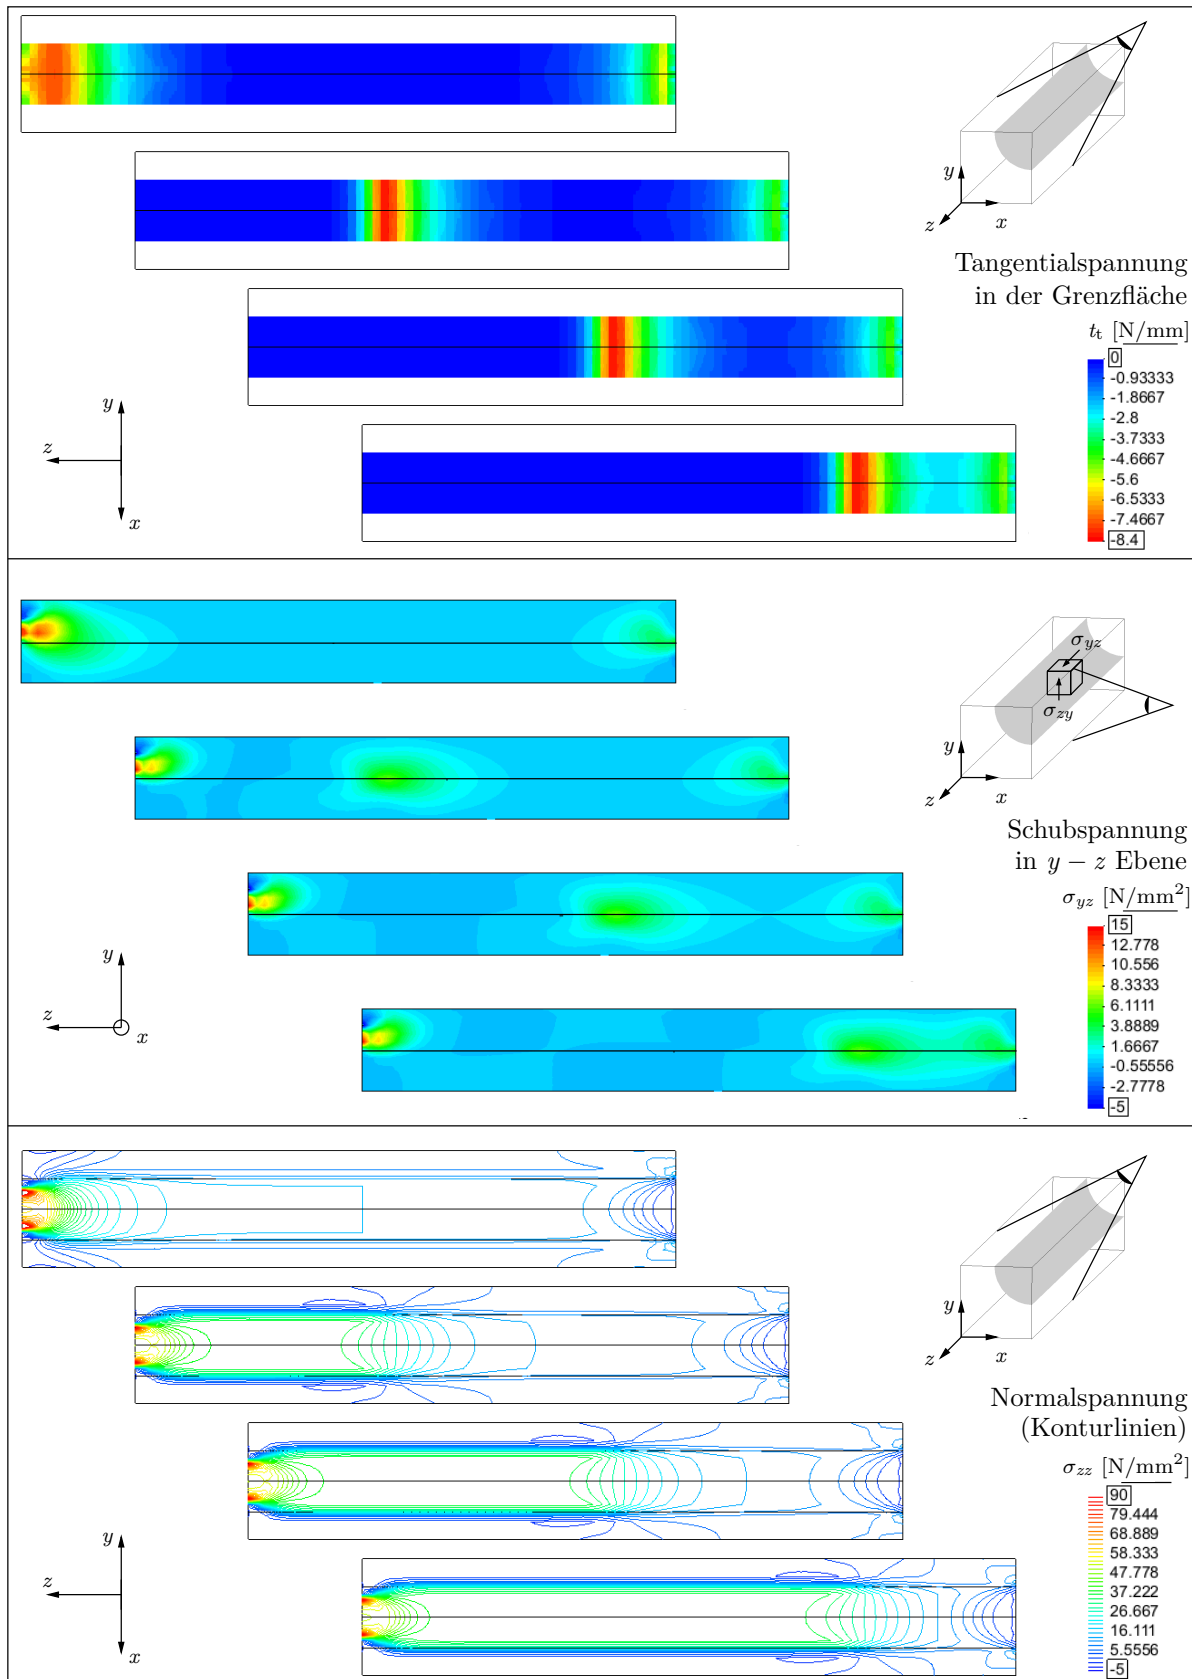 y
z
x
Tangentialspannung
in der Grenzfläche
t_t [N/mm]
0
-0.93333
-1.8667
-2.8
-3.7333
-4.6667
-5.6
-6.5333
-7.4667
-8.4
y
z
x
σ_yz
σ_zy
y
z
x
Schubspannung
in y − z Ebene
σ_yz [N/mm²]
15
12.778
10.556
8.3333
6.1111
3.8889
1.6667
-0.55556
-2.7778
-5
y
z
x
y
z
x
Normalspannung
(Konturlinien)
σ_zz [N/mm²]
90
79.444
68.889
58.333
47.778
37.222
26.667
16.111
5.5556
-5
y
z
x